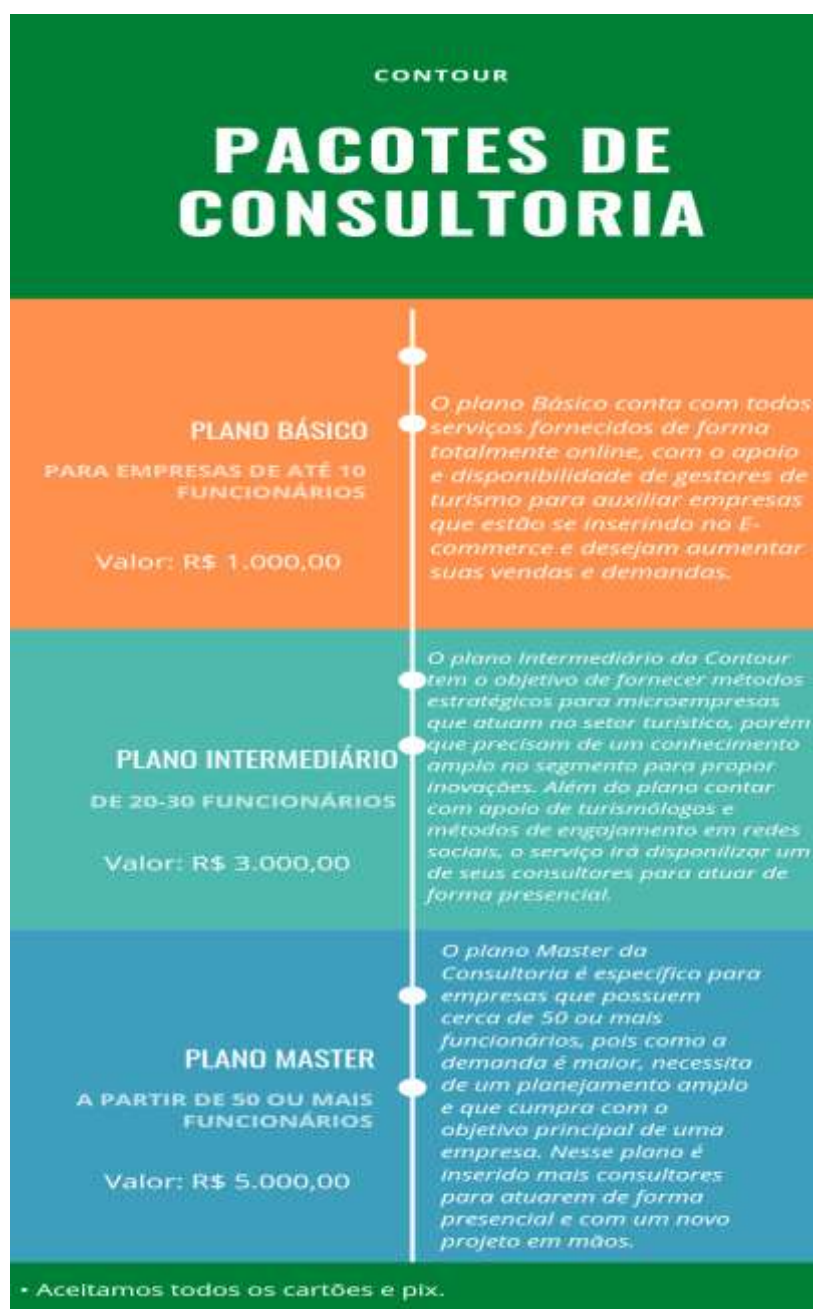 CONTOUR
PACOTES DE
CONSULTORIA
PLANO BÁSICO
PARA EMPRESAS DE ATÉ 10
FUNCIONÁRIOS
Valor: R$ 1.000,00
O plano Básico conta com todos
serviços fornecidos de forma
totalmente online, com o apoio
e disponibilidade de gestores de
turismo para auxiliar empresas
que estão se inserindo no E-
commerce e desejam aumentar
suas vendas e demandas.
PLANO INTERMEDIÁRIO
DE 20-30 FUNCIONÁRIOS
Valor: R$ 3.000,00
O plano Intermediário da Contour
tem o objetivo de fornecer métodos
estratégicos para microempresas
que atuam no setor turístico, porém
que precisam de um conhecimento
amplo no segmento para propor
inovações. Além do plano contar
com apoio de turismólogos e
métodos de engajamento em redes
sociais, o serviço irá disponilizar um
de seus consultores para atuar de
forma presencial.
PLANO MASTER
A PARTIR DE 50 OU MAIS
FUNCIONÁRIOS
Valor: R$ 5.000,00
O plano Master da
Consultoria é específica para
empresas que possuem
cerca de 50 ou mais
funcionários, pois como a
demanda é maior, necessita
de um planejamento amplo
e que cumpra com o
objetivo principal de uma
empresa. Nesse plano é
inserido mais consultores
para atuarem de forma
presencial e com um novo
projeto em mãos.
• Aceitamos todos os cartões e pix.